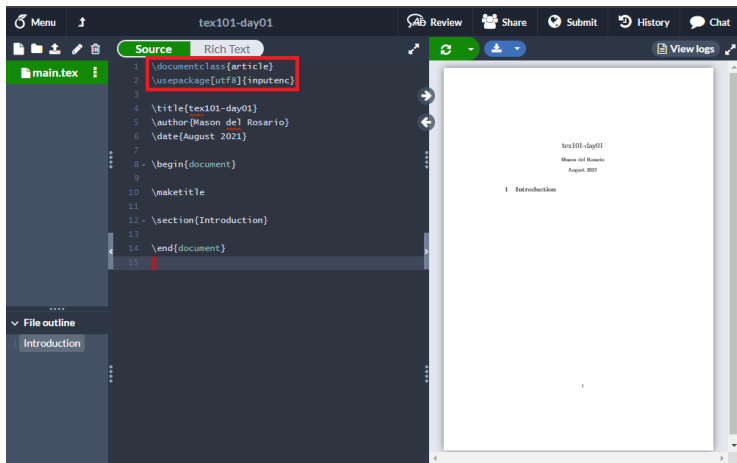 Menu
tex101-day01
Review
Share
Submit
History
Chat
Source
Rich Text
View logs
main.tex
1 \documentclass{article}
2 \usepackage[utf8]{inputenc}
3
4 \title{tex101-day01}
5 \author{Mason del Rosario}
6 \date{August 2021}
7
8 \begin{document}
9
10 \maketitle
11
12 \section{Introduction}
13
14 \end{document}
15
File outline
Introduction
tex101-day01
Mason del Rosario
August 2021
1 Introduction
1